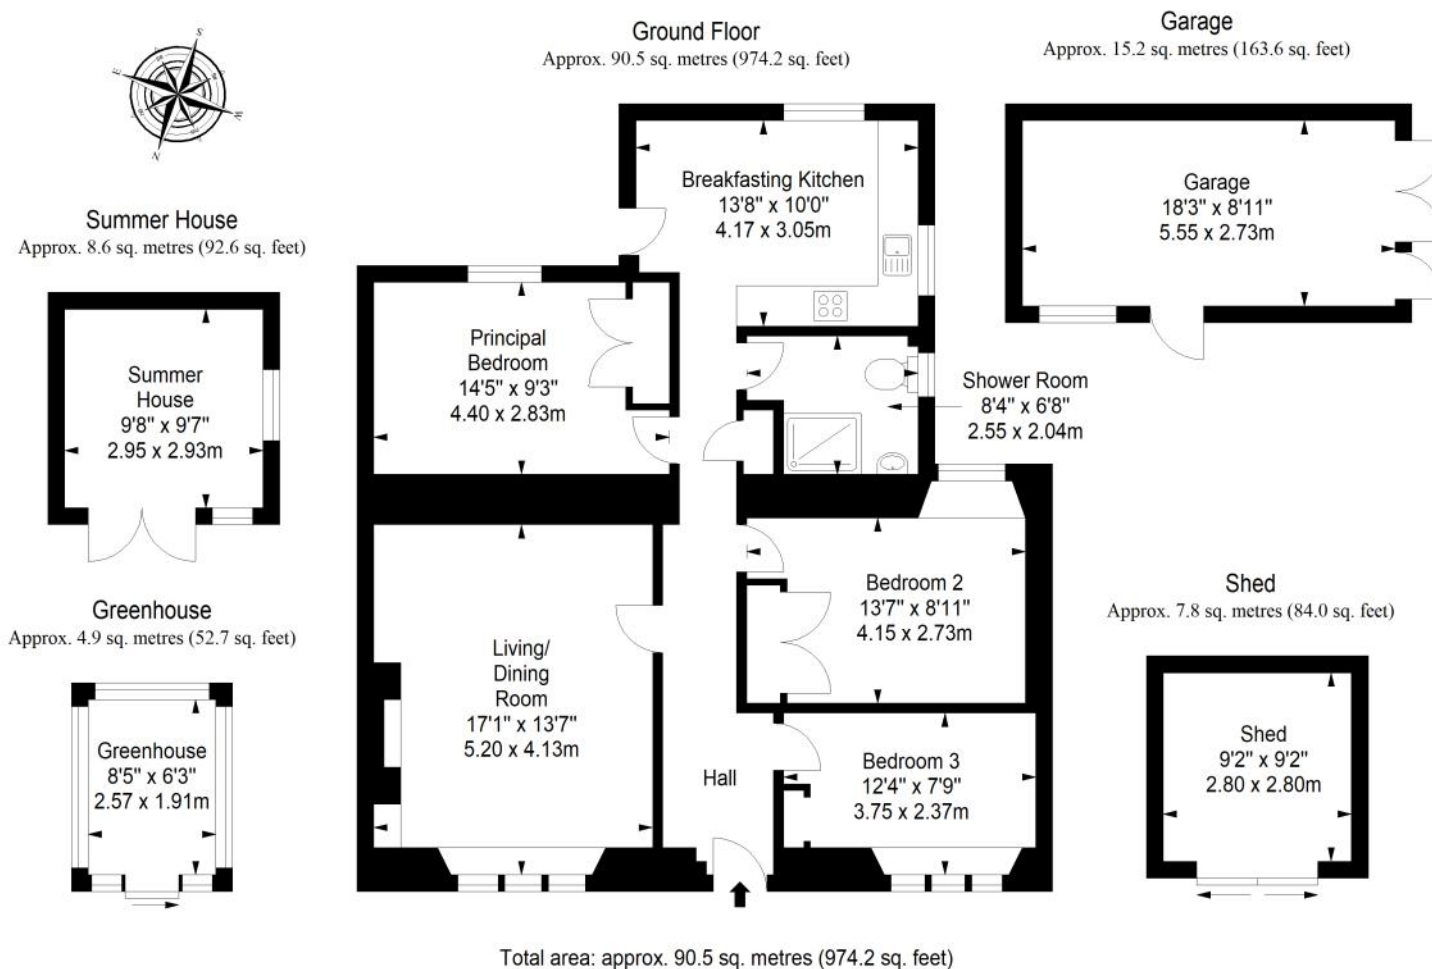 Ground Floor
Approx. 90.5 sq. metres (974.2 sq. feet)
Garage
Approx. 15.2 sq. metres (163.6 sq. feet)
S
E
W
N
Summer House
Approx. 8.6 sq. metres (92.6 sq. feet)
Summer
House
9'8" x 9'7"
2.95 x 2.93m
Greenhouse
Approx. 4.9 sq. metres (52.7 sq. feet)
Greenhouse
8'5" x 6'3"
2.57 x 1.91m
Breakfasting Kitchen
13'8" x 10'0"
4.17 x 3.05m
Principal
Bedroom
14'5" x 9'3"
4.40 x 2.83m
Shower Room
8'4" x 6'8"
2.55 x 2.04m
Living/
Dining
Room
17'1" x 13'7"
5.20 x 4.13m
Bedroom 2
13'7" x 8'11"
4.15 x 2.73m
Hall
Bedroom 3
12'4" x 7'9"
3.75 x 2.37m
Garage
18'3" x 8'11"
5.55 x 2.73m
Shed
Approx. 7.8 sq. metres (84.0 sq. feet)
Shed
9'2" x 9'2"
2.80 x 2.80m
Total area: approx. 90.5 sq. metres (974.2 sq. feet)